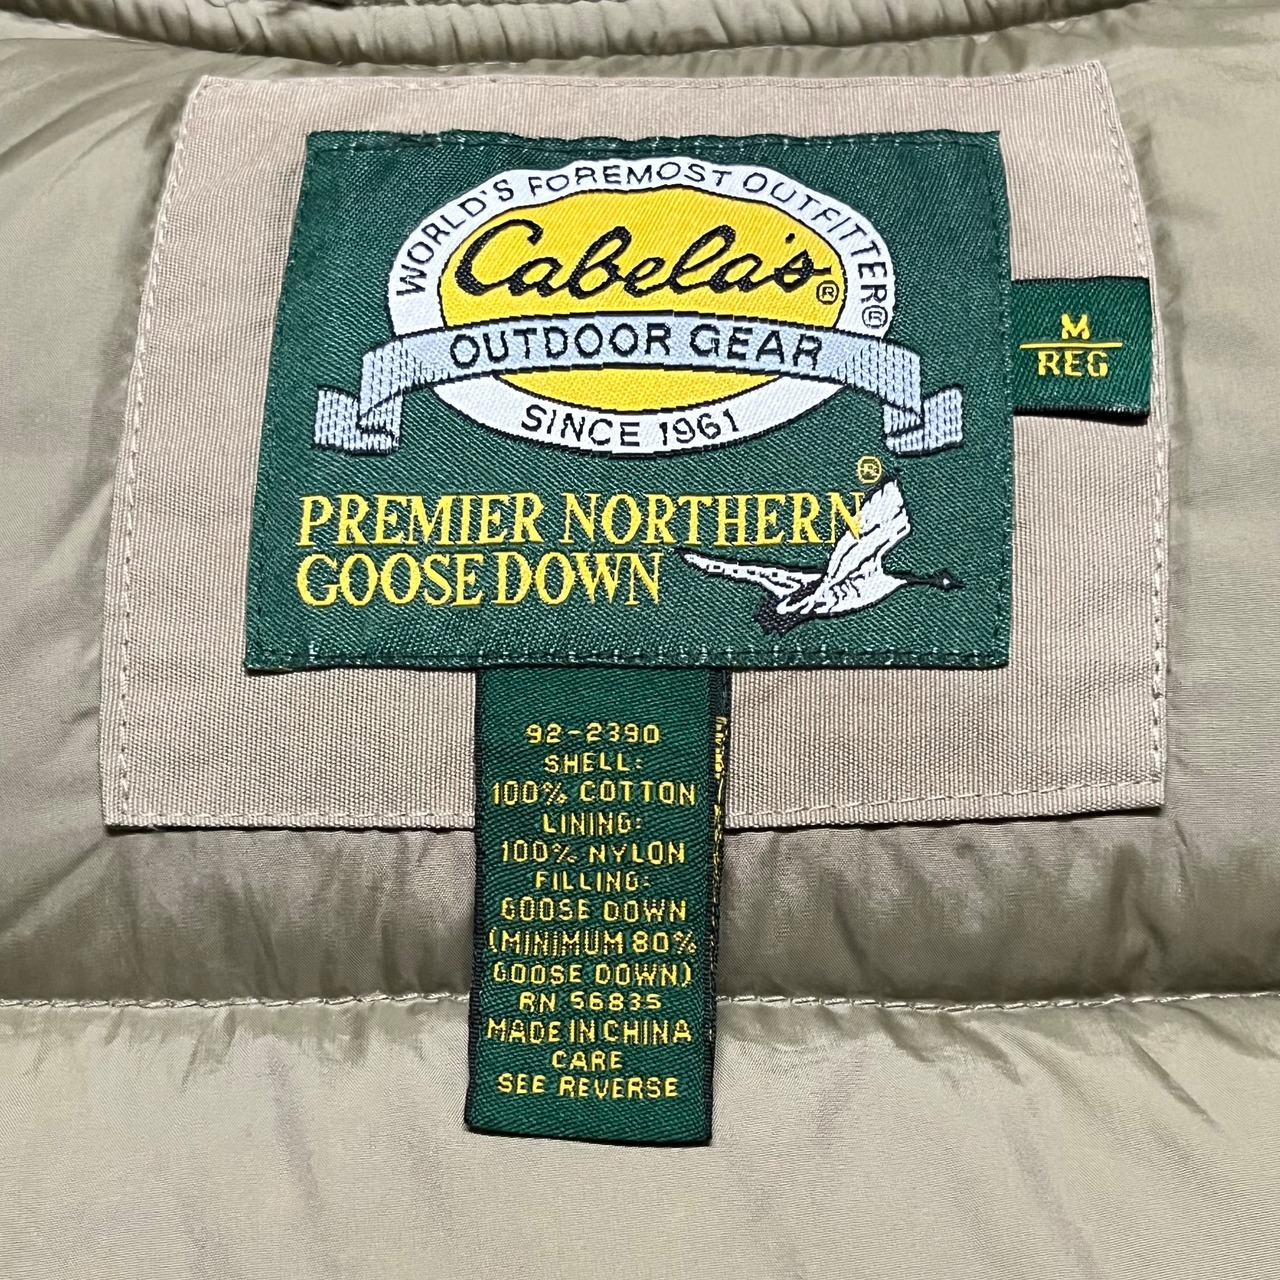 WORLD'S FOREMOST OUTFITTER®
Cabela's®
OUTDOOR GEAR
SINCE 1961
PREMIER NORTHERN®
GOOSE DOWN
M
REG
92-2390
SHELL:
100% COTTON
LINING:
100% NYLON
FILLING:
GOOSE DOWN
(MINIMUM 80%
GOOSE DOWN)
RN 56835
MADE IN CHINA
CARE
SEE REVERSE